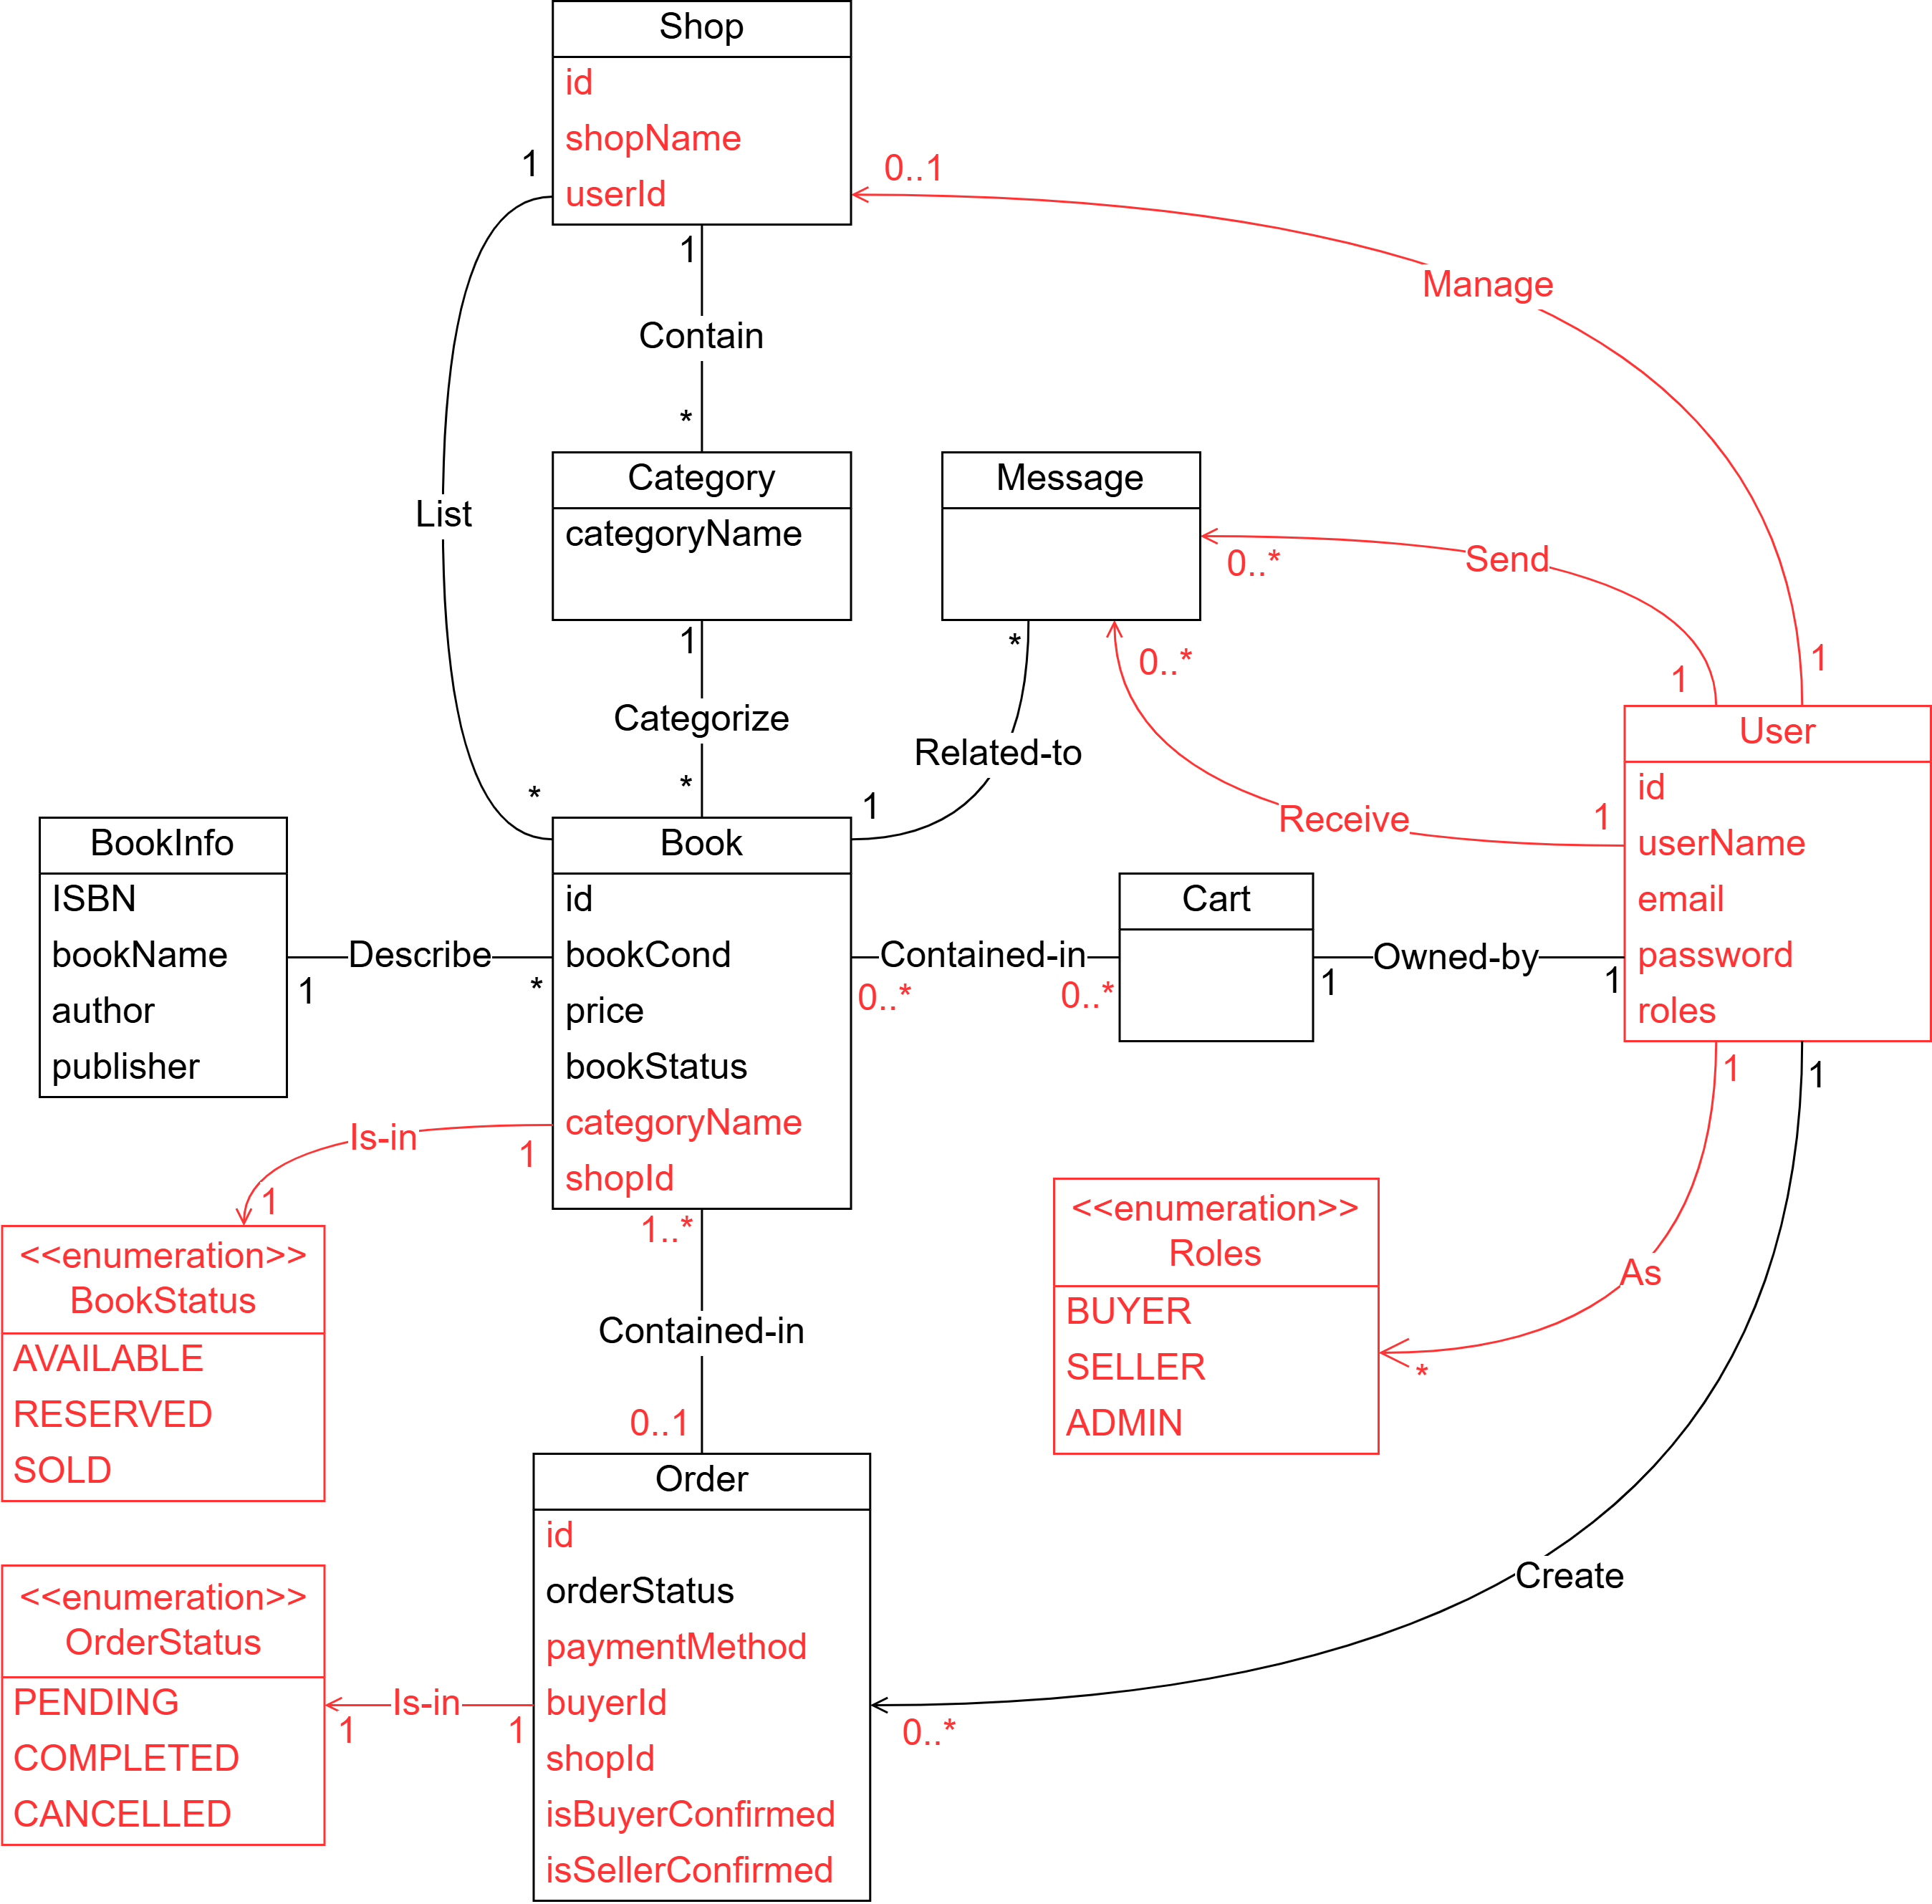 Shop
id
shopName
userId
1
0..1
1
Manage
Contain
*
List
Category
categoryName
Message
Send
0..*
1
*
0..*
1
1
Categorize
*
Related-to
1
*
Receive
1
User
id
userName
email
password
roles
BookInfo
ISBN
bookName
author
publisher
Describe
1
*
Book
id
bookCond
price
bookStatus
categoryName
shopId
Contained-in
0..*
0..*
Cart
Owned-by
1
1
Is-in
1
1
1..*
1
1
<<enumeration>>
BookStatus
AVAILABLE
RESERVED
SOLD
<<enumeration>>
Roles
BUYER
SELLER
ADMIN
As
*
Contained-in
0..1
Order
id
orderStatus
paymentMethod
buyerId
shopId
isBuyerConfirmed
isSellerConfirmed
Create
0..*
<<enumeration>>
OrderStatus
PENDING
COMPLETED
CANCELLED
Is-in
1
1